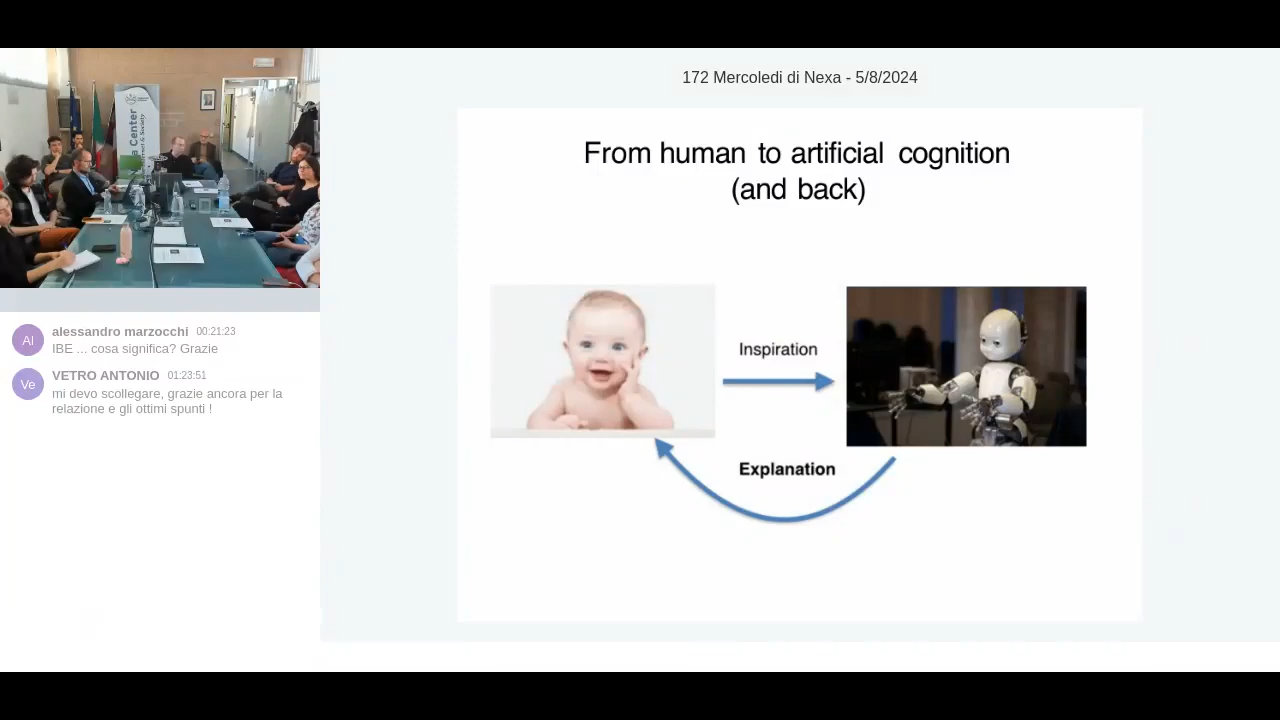 172 Mercoledi di Nexa - 5/8/2024
From human to artificial cognition
(and back)
Inspiration
Explanation
a Center
Al
alessandro marzocchi 00:21:23
IBE ... cosa significa? Grazie
Ve
VETRO ANTONIO 01:23:51
mi devo scollegare, grazie ancora per la
relazione e gli ottimi spunti !